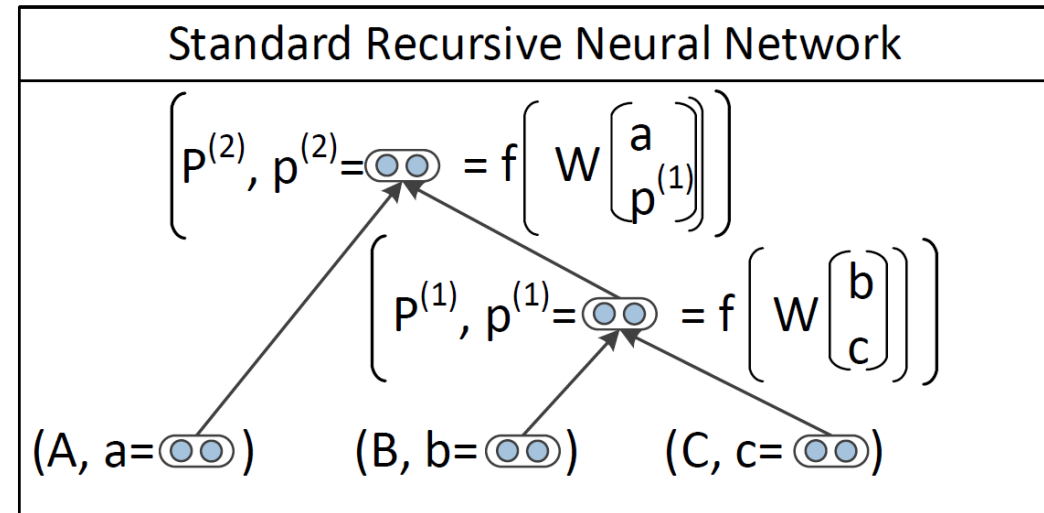 Standard Recursive Neural Network
(P^(2), p^(2)= = f(W[a
p^(1)]))
(P^(1), p^(1)= = f(W[b
c]))
(A, a= ) (B, b= ) (C, c= )